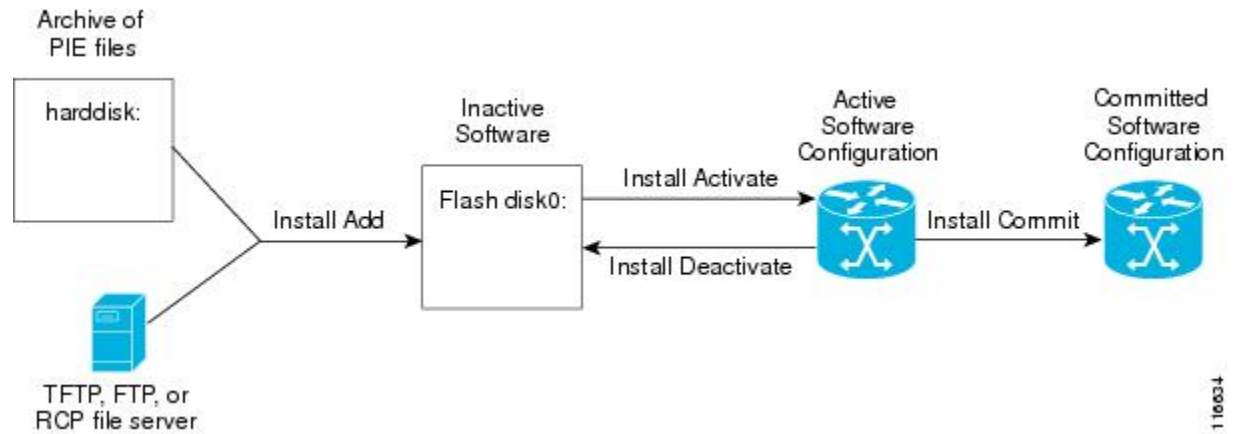 Archive of
PIE files
harddisk:
Inactive
Software
Flash disk0:
Active
Software
Configuration
Committed
Software
Configuration
Install Add
Install Activate
Install Deactivate
Install Commit
TFTP, FTP, or
RCP file server
116634